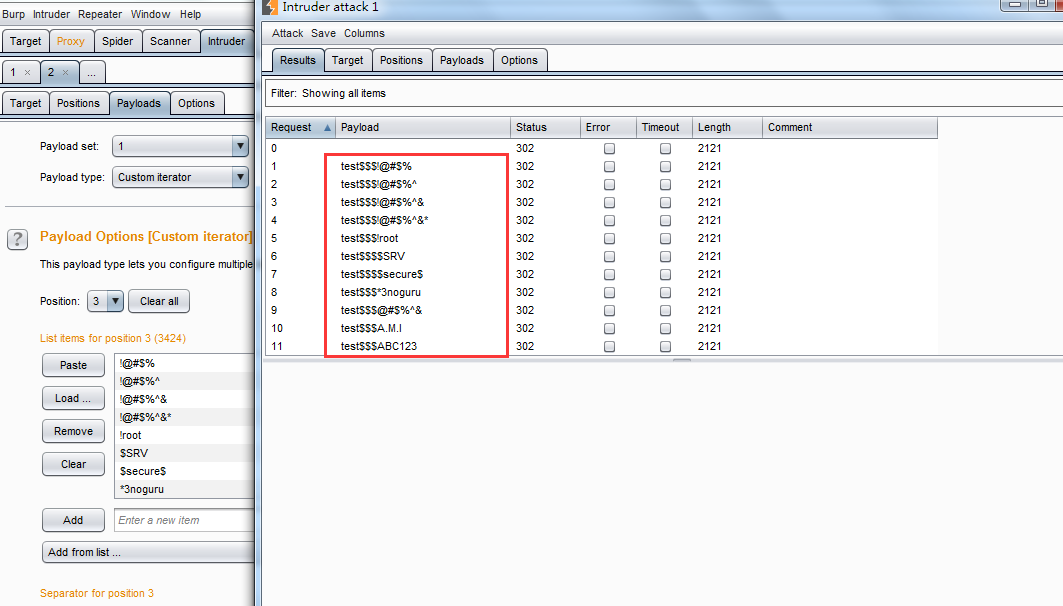 Burp Intruder Repeater Window Help
Target Proxy Spider Scanner Intruder
1 × 2 × ...
Target Positions Payloads Options
Payload set: 1
Payload type: Custom iterator
? Payload Options [Custom iterator]
This payload type lets you configure multiple
Position: 3 Clear all
List items for position 3 (3424)
Paste
Load ...
Remove
Clear
!@#$%
!@#$%^
!@#$%^&
!@#$%^&*
!root
$SRV
$secure$
*3noguru
Add Enter a new item
Add from list ...
Separator for position 3
Intruder attack 1
Attack Save Columns
Results Target Positions Payloads Options
Filter: Showing all items
Request Payload Status Error Timeout Length Comment
0 302 2121
1 test$$$!@#$% 302 2121
2 test$$$!@#$%^ 302 2121
3 test$$$!@#$%^& 302 2121
4 test$$$!@#$%^&* 302 2121
5 test$$$!root 302 2121
6 test$$$$SRV 302 2121
7 test$$$$secure$ 302 2121
8 test$$$*3noguru 302 2121
9 test$$$@#$%^& 302 2121
10 test$$$A.M.I 302 2121
11 test$$$ABC123 302 2121